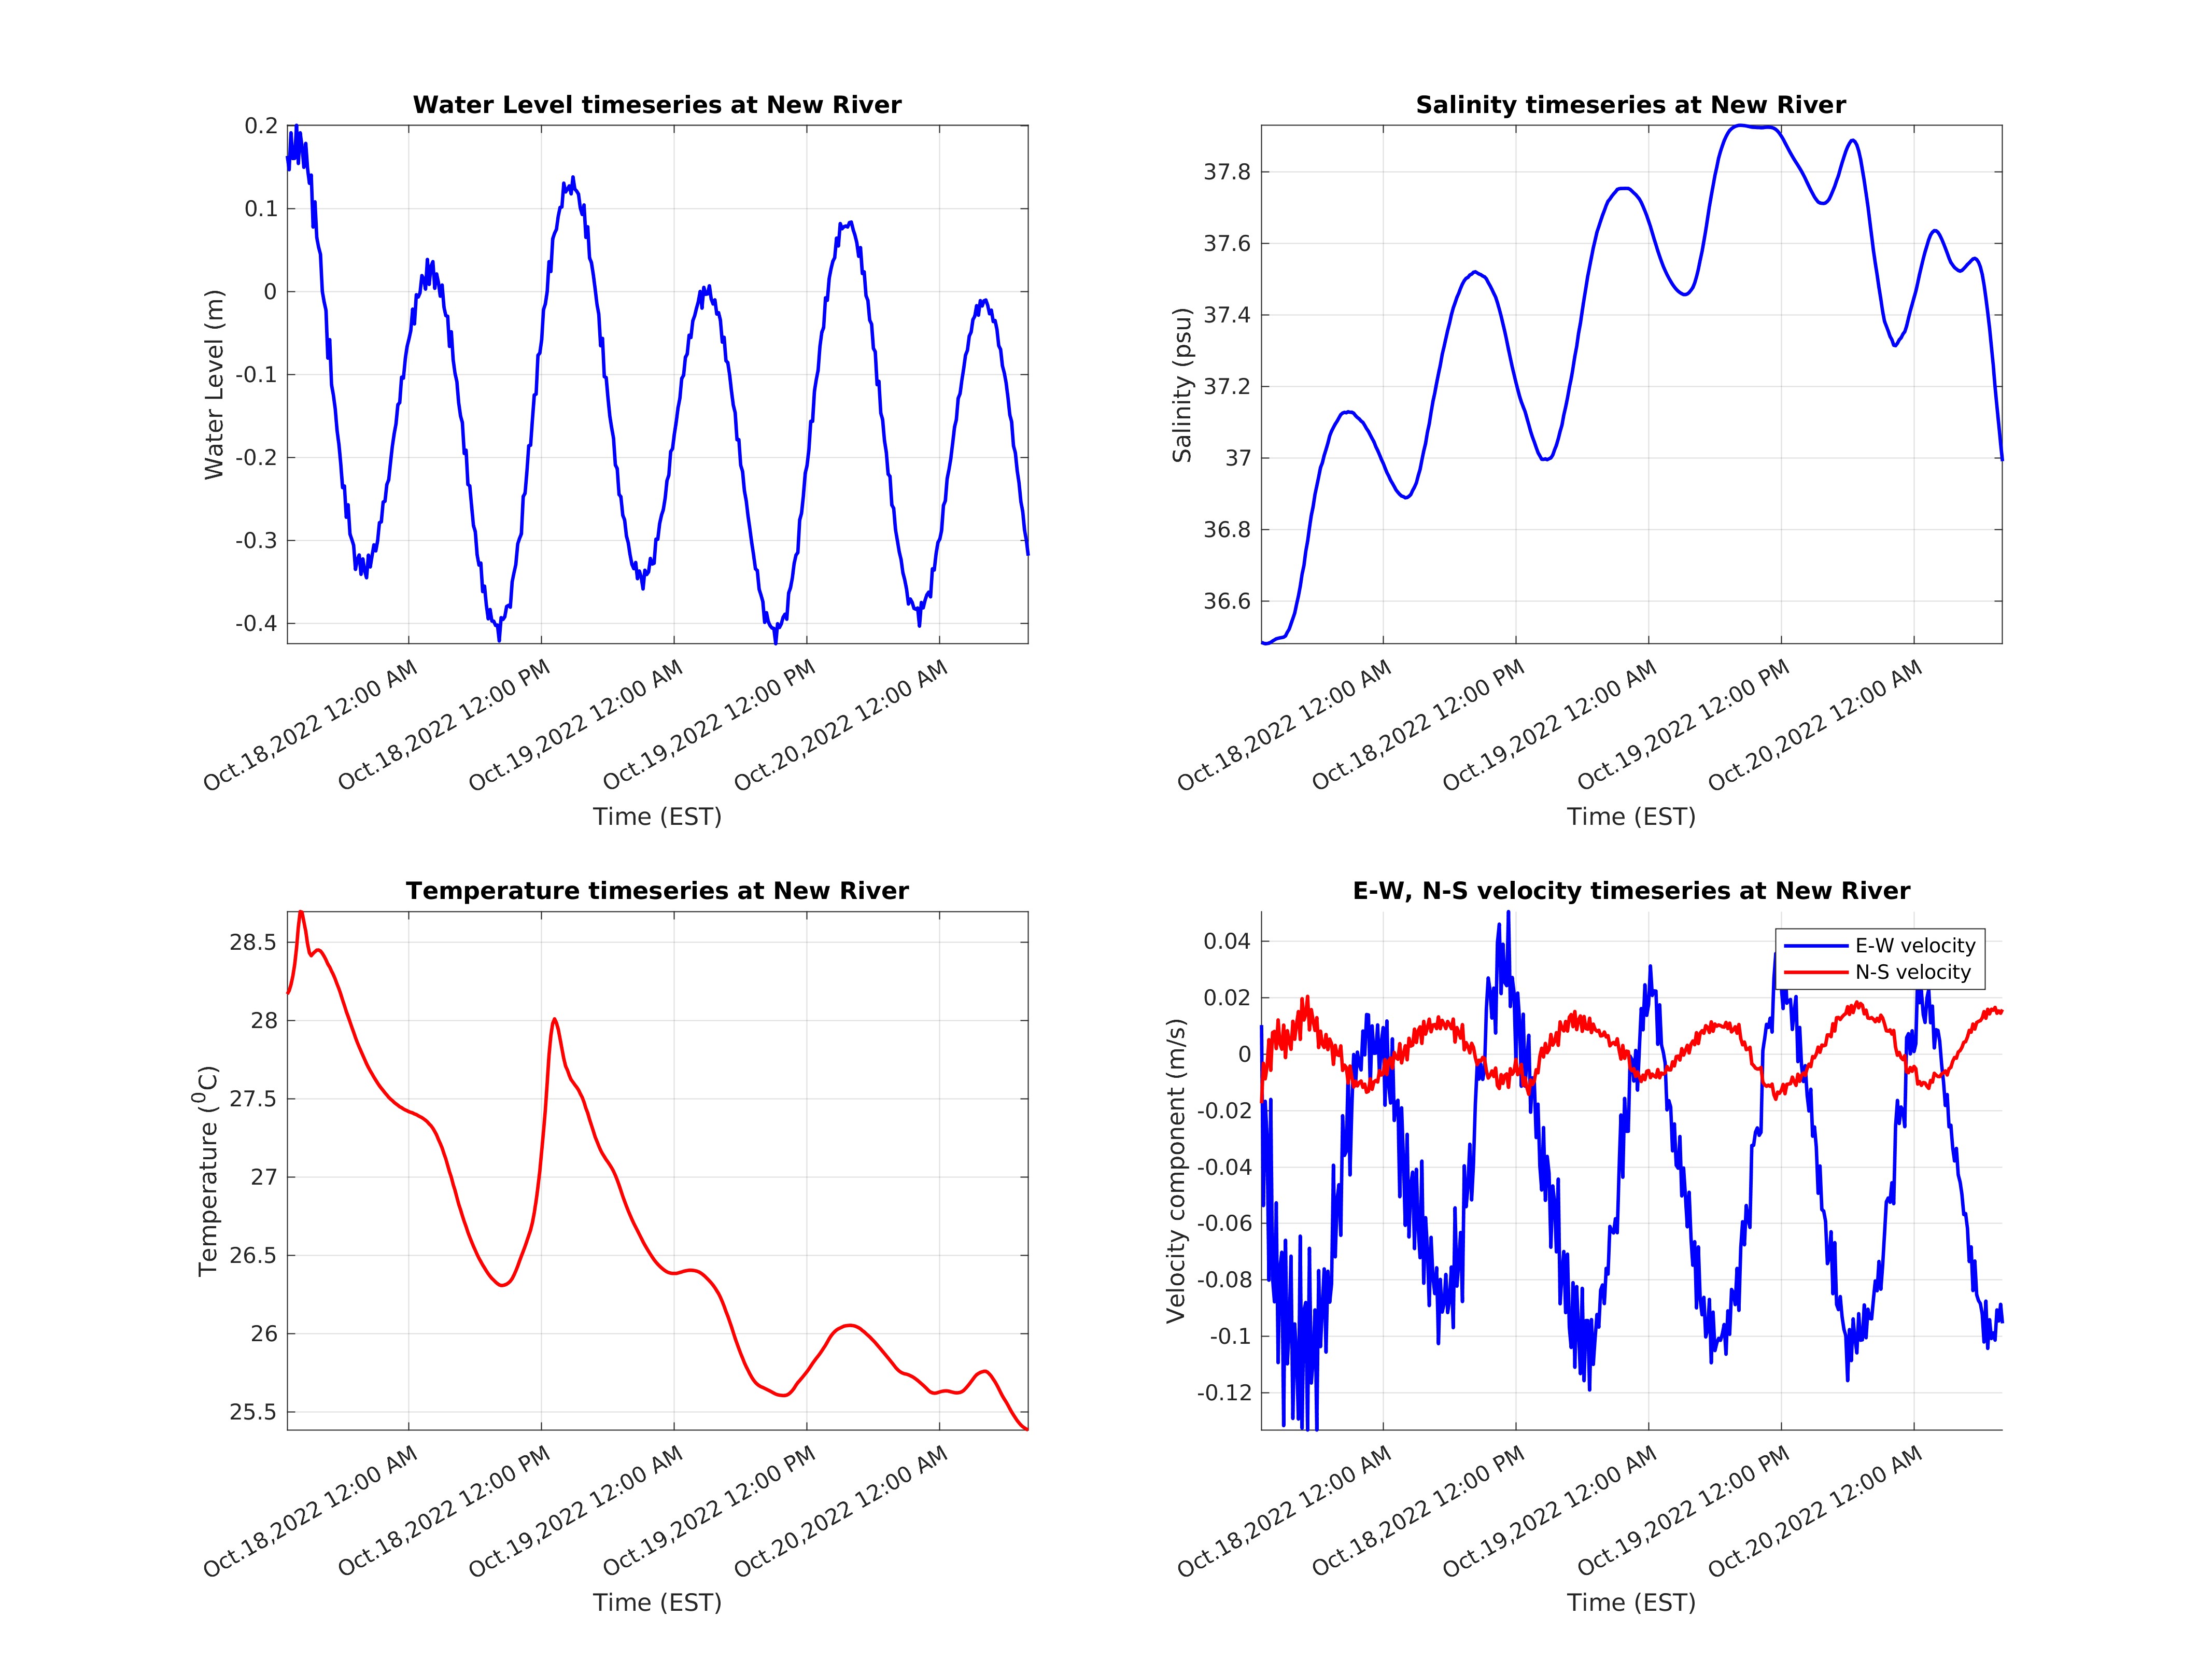 Water Level timeseries at New River
Water Level (m)
0.2
0.1
0
-0.1
-0.2
-0.3
-0.4
Oct.18,2022 12:00 AM
Oct.18,2022 12:00 PM
Oct.19,2022 12:00 AM
Oct.19,2022 12:00 PM
Oct.20,2022 12:00 AM
Time (EST)
Salinity timeseries at New River
Salinity (psu)
37.8
37.6
37.4
37.2
37
36.8
36.6
Oct.18,2022 12:00 AM
Oct.18,2022 12:00 PM
Oct.19,2022 12:00 AM
Oct.19,2022 12:00 PM
Oct.20,2022 12:00 AM
Time (EST)
Temperature timeseries at New River
Temperature (⁰C)
28.5
28
27.5
27
26.5
26
25.5
Oct.18,2022 12:00 AM
Oct.18,2022 12:00 PM
Oct.19,2022 12:00 AM
Oct.19,2022 12:00 PM
Oct.20,2022 12:00 AM
Time (EST)
E-W, N-S velocity timeseries at New River
Velocity component (m/s)
0.04
0.02
0
-0.02
-0.04
-0.06
-0.08
-0.1
-0.12
E-W velocity
N-S velocity
Oct.18,2022 12:00 AM
Oct.18,2022 12:00 PM
Oct.19,2022 12:00 AM
Oct.19,2022 12:00 PM
Oct.20,2022 12:00 AM
Time (EST)